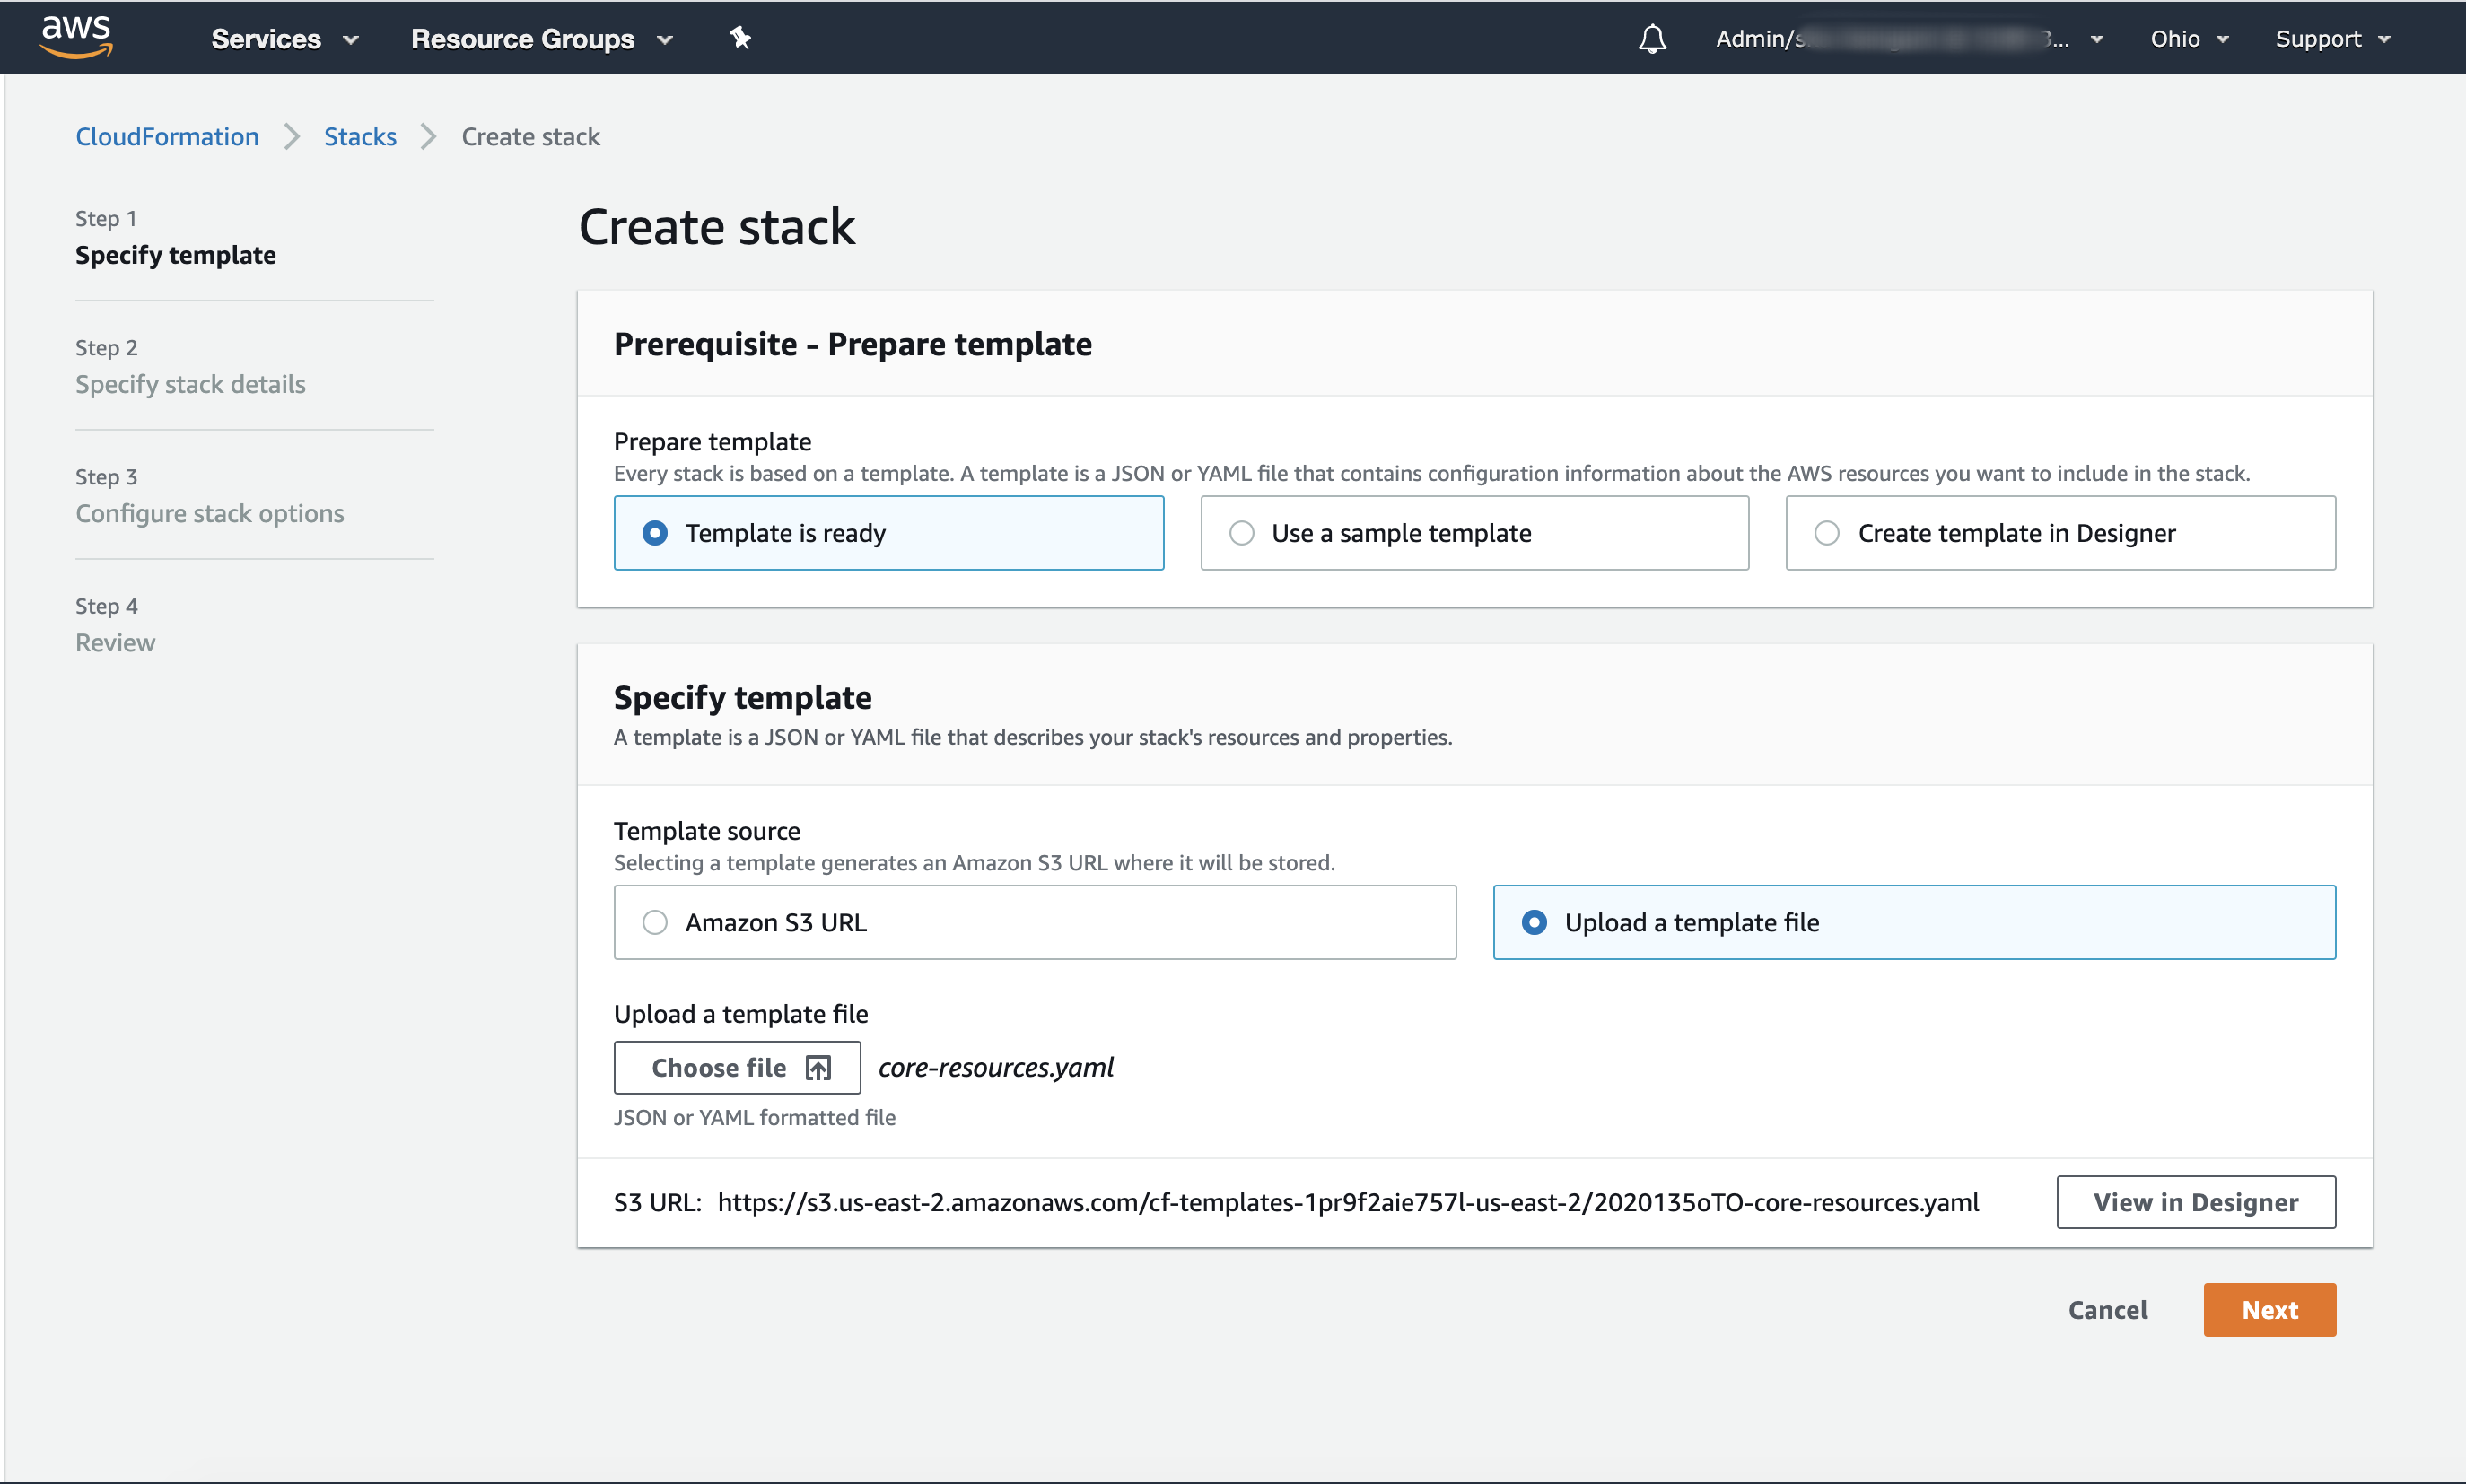 aws Services Resource Groups Ohio Support
CloudFormation Stacks Create stack
Step 1
Specify template
Step 2
Specify stack details
Step 3
Configure stack options
Step 4
Review
Create stack
Prerequisite - Prepare template
Prepare template
Every stack is based on a template. A template is a JSON or YAML file that contains configuration information about the AWS resources you want to include in the stack.
Template is ready Use a sample template Create template in Designer
Specify template
A template is a JSON or YAML file that describes your stack's resources and properties.
Template source
Selecting a template generates an Amazon S3 URL where it will be stored.
Amazon S3 URL Upload a template file
Upload a template file
Choose file core-resources.yaml
JSON or YAML formatted file
S3 URL: https://s3.us-east-2.amazonaws.com/cf-templates-1pr9f2aie757l-us-east-2/2020135oTO-core-resources.yaml View in Designer
Cancel Next